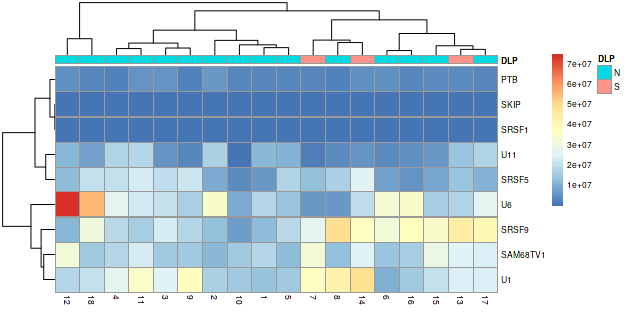 DLP
PTB
SKIP
SRSF1
U11
SRSF5
U6
SRSF9
SAM68TV1
U1
12 18 4 11 3 9 2 10 1 5 7 8 14 6 16 15 13 17
7e+07
6e+07
5e+07
4e+07
3e+07
2e+07
1e+07
DLP
N
S